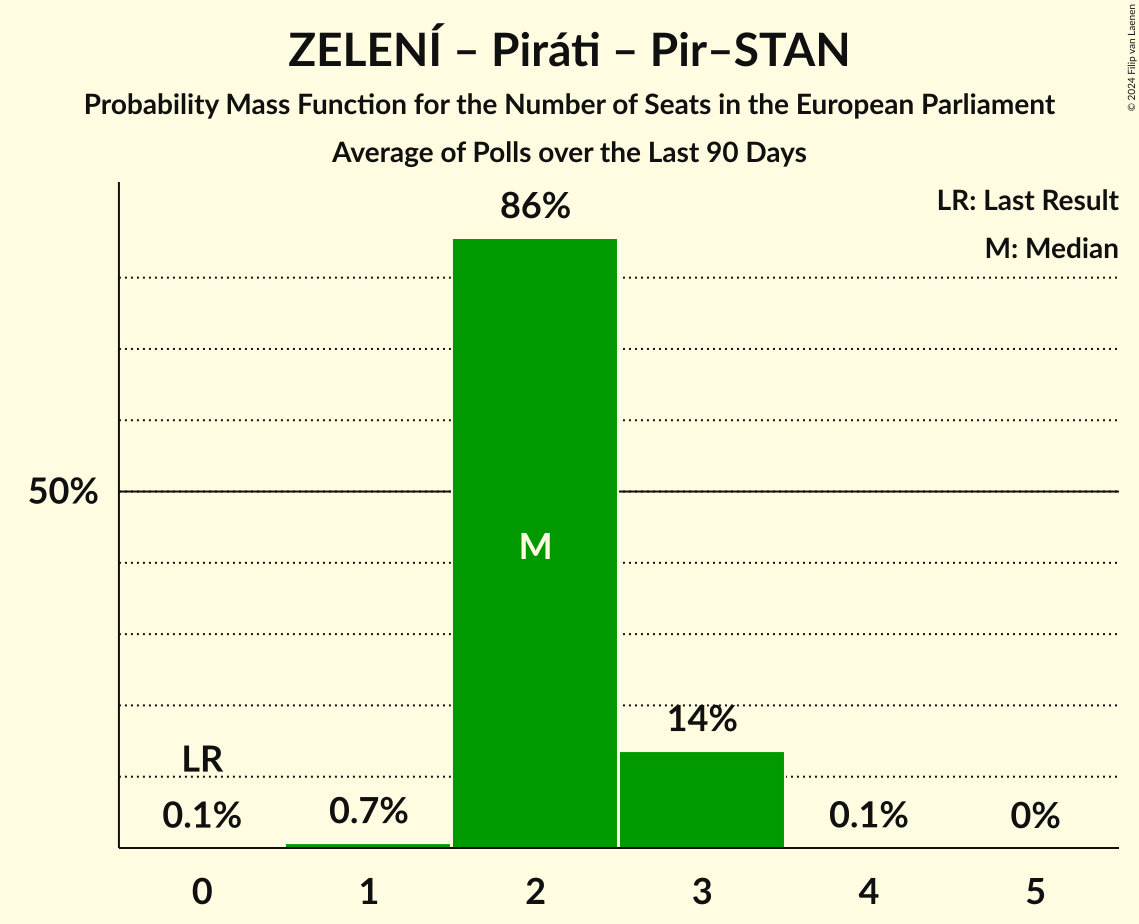 ZELENÍ – Piráti – Pir–STAN
Probability Mass Function for the Number of Seats in the European Parliament
Average of Polls over the Last 90 Days
© 2024 Filip van Laenen
LR: Last Result
M: Median
86%
50%
M
14%
LR
0.1%
0.7%
0.1%
0%
0 1 2 3 4 5